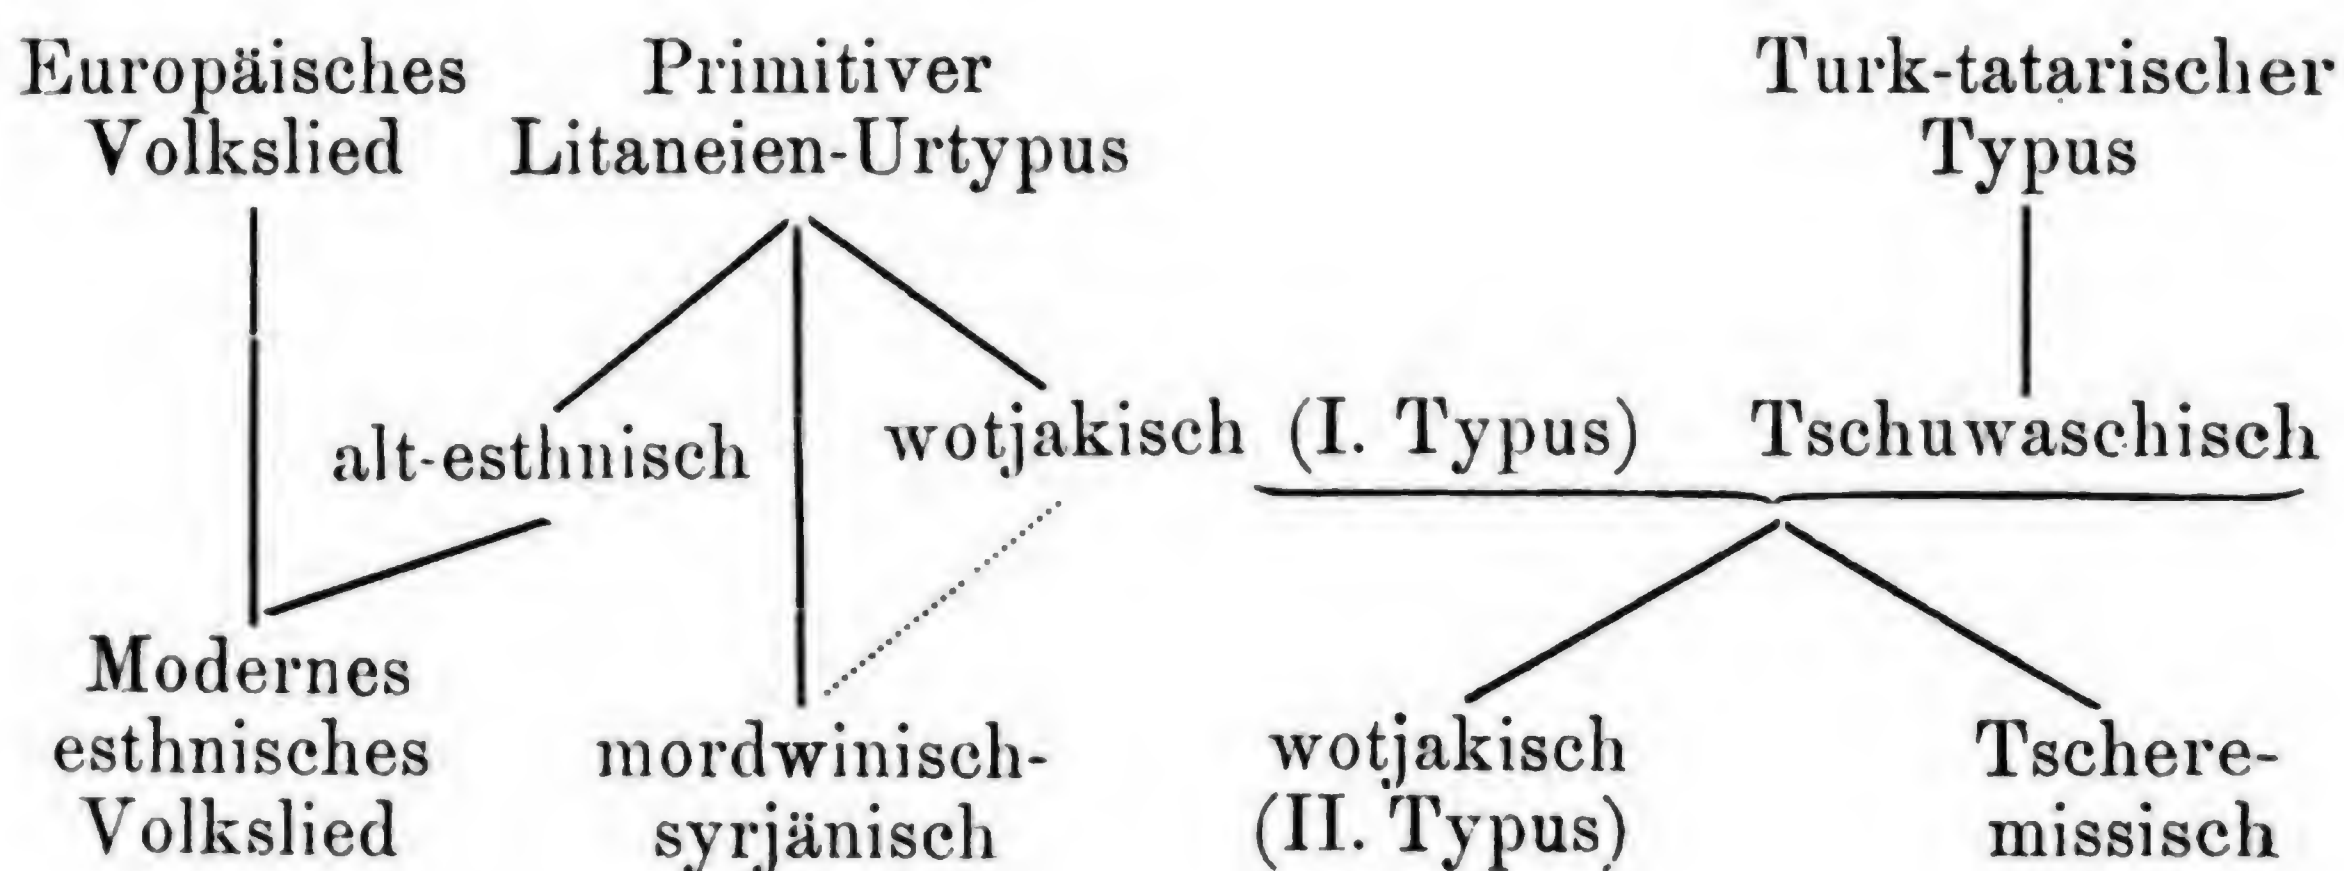 Europäisches
Volkslied
Primitiver
Litaneien-Urtypus
Turk-tatarischer
Typus
alt-esthnisch
wotjakisch (I. Typus)
Tschuwaschisch
Modernes
esthnisches
Volkslied
mordwinisch-
syrjänisch
wotjakisch
(II. Typus)
Tschere-
missisch